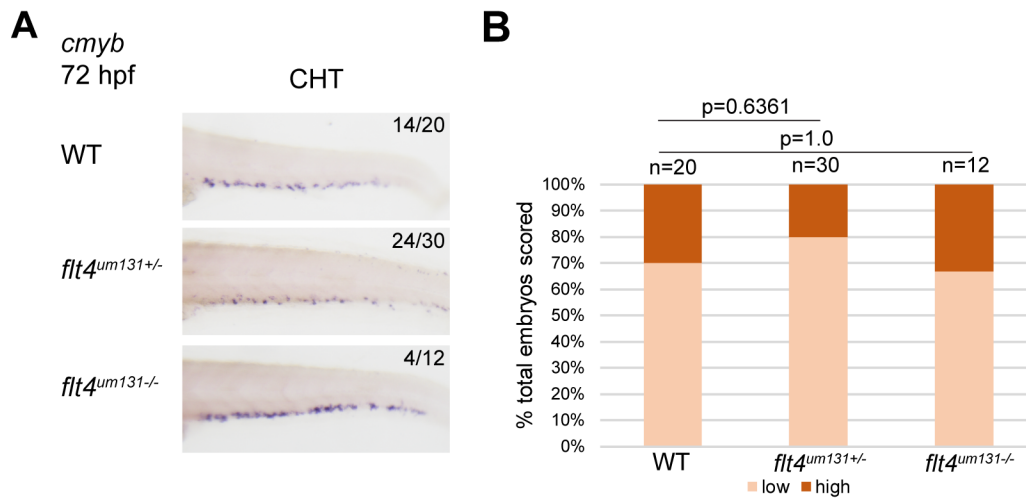 A
cmyb
72 hpf
CHT
WT
14/20
flt4um131+/-
24/30
flt4um131-/-
4/12
B
p=0.6361
p=1.0
n=20 n=30 n=12
% total embryos scored
100%
90%
80%
70%
60%
50%
40%
30%
20%
10%
0%
WT flt4um131+/- flt4um131-/-
low high